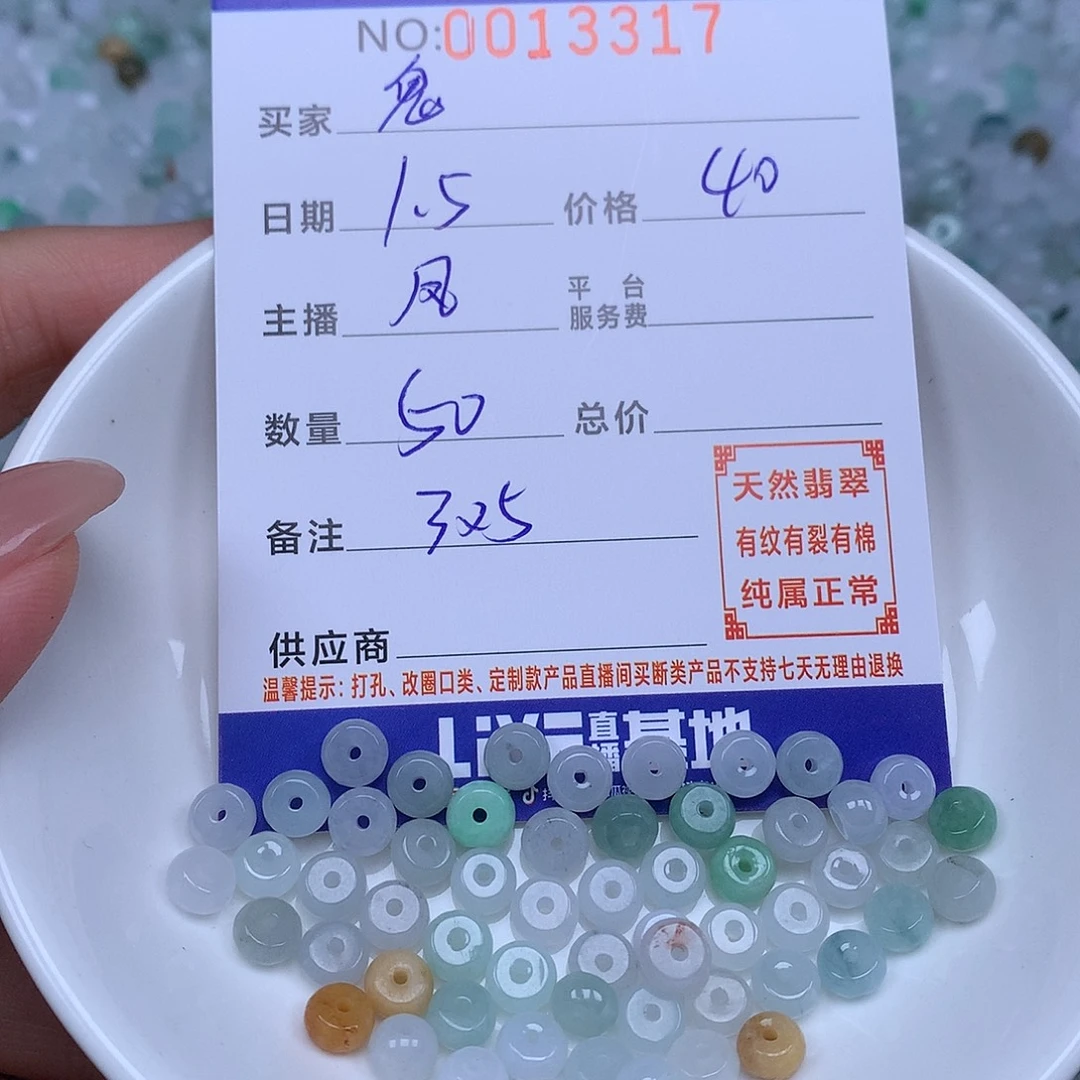 NO:0013317
买家 鬼
日期 1.5 价格 40
主播 凤
平台
服务费
数量 50 总价
备注 3x5
天然翡翠
有纹有裂有棉
纯属正常
供应商
温馨提示：打孔、改圈口类、定制款产品直播间买断类产品不支持七天无理由退换
直播基地